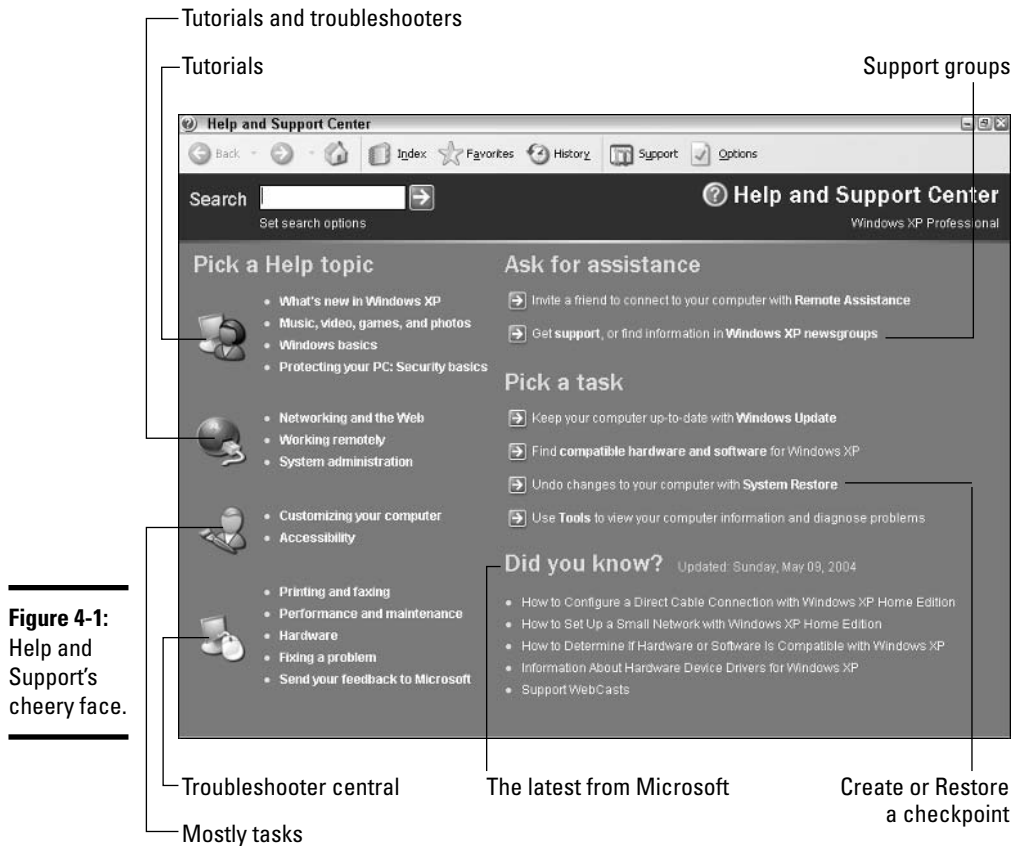 Tutorials and troubleshooters
Tutorials
Support groups
Help and Support Center
Back
Index
Favorites
History
Support
Options
Search
Set search options
Help and Support Center
Windows XP Professional
Pick a Help topic
What's new in Windows XP
Music, video, games, and photos
Windows basics
Protecting your PC: Security basics
Networking and the Web
Working remotely
System administration
Customizing your computer
Accessibility
Printing and faxing
Performance and maintenance
Hardware
Fixing a problem
Send your feedback to Microsoft
Ask for assistance
Invite a friend to connect to your computer with Remote Assistance
Get support, or find information in Windows XP newsgroups
Pick a task
Keep your computer up-to-date with Windows Update
Find compatible hardware and software for Windows XP
Undo changes to your computer with System Restore
Use Tools to view your computer information and diagnose problems
Did you know? Updated: Sunday, May 09, 2004
How to Configure a Direct Cable Connection with Windows XP Home Edition
How to Set Up a Small Network with Windows XP Home Edition
How to Determine If Hardware or Software Is Compatible with Windows XP
Information About Hardware Device Drivers for Windows XP
Support WebCasts
Figure 4-1:
Help and
Support's
cheery face.
Troubleshooter central
The latest from Microsoft
Create or Restore
a checkpoint
Mostly tasks